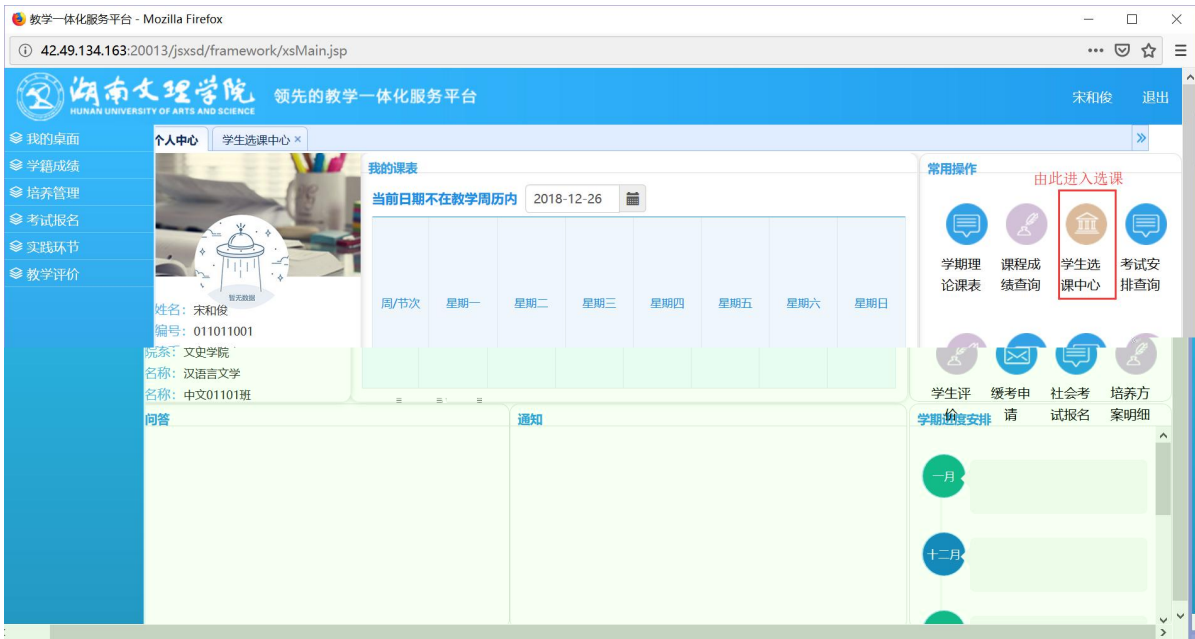 教学一体化服务平台 - Mozilla Firefox
42.49.134.163:20013/jsxsd/framework/xsMain.jsp
湖南文理学院
HUNAN UNIVERSITY OF ARTS AND SCIENCE
领先的教学一体化服务平台
宋和俊 退出
我的桌面
学籍成绩
培养管理
考试报名
实践环节
教学评价
个人中心 学生选课中心 ×
暂无数据
姓名：宋和俊
编号：011011001
院系：文史学院
名称：汉语言文学
名称：中文01101班
我的课表
当前日期不在教学周历内 2018-12-26
周/节次 星期一 星期二 星期三 星期四 星期五 星期六 星期日
常用操作
由此进入选课
学期理论课表
课程成绩查询
学生选课中心
考试安排查询
学生评价
缓考申请
社会考试报名
培养方案明细
问答
通知
学期进度安排
一月
十二月